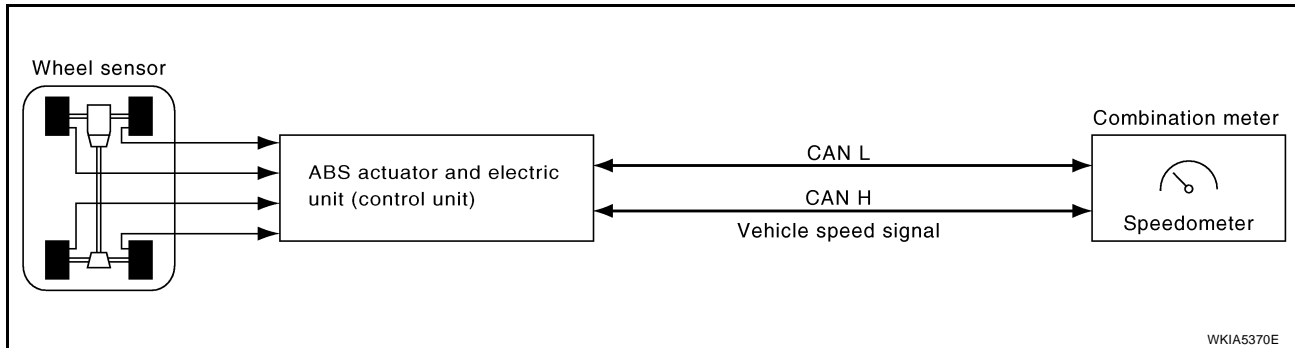 Wheel sensor
ABS actuator and electric
unit (control unit)
CAN L
CAN H
Vehicle speed signal
Combination meter
Speedometer
WKIA5370E